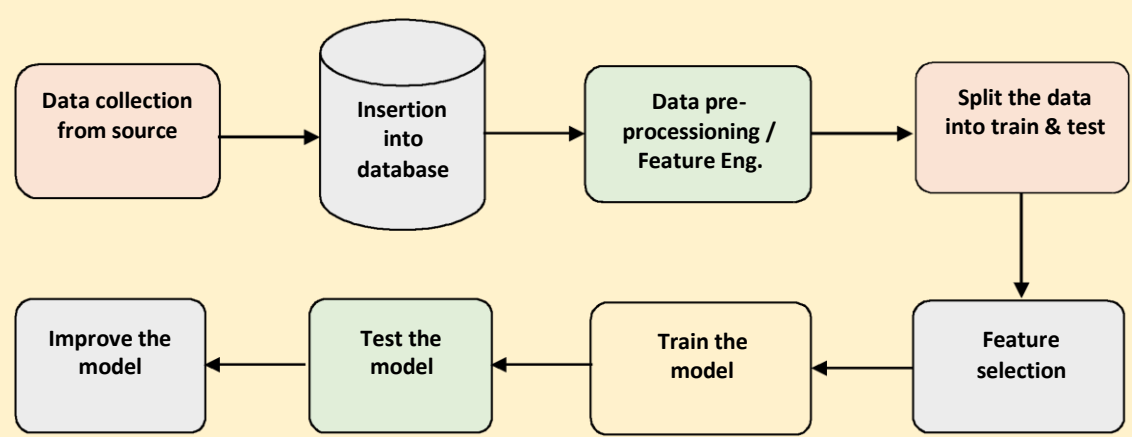 Data collection
from source
Insertion
into
database
Data pre-
processioning /
Feature Eng.
Split the data
into train & test
Improve the
model
Test the
model
Train the
model
Feature
selection